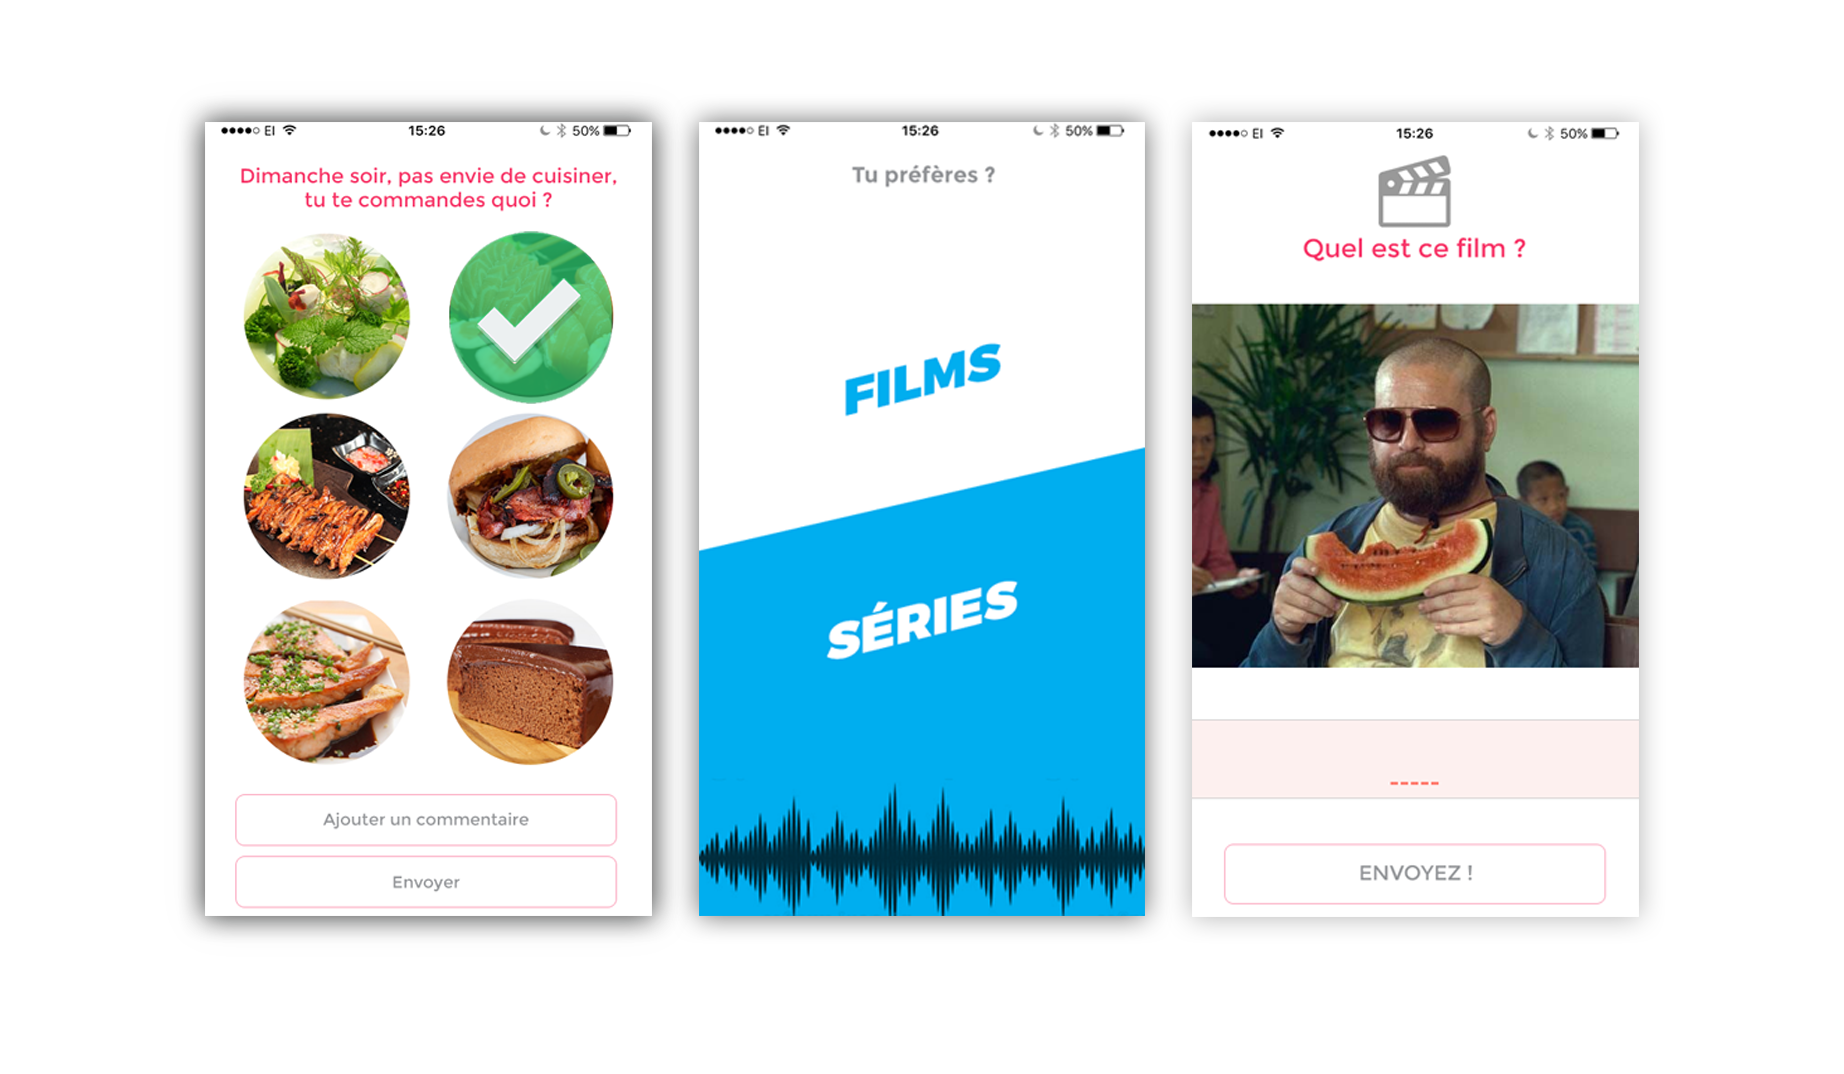 ●●●●○ EI 15:26 50%
Dimanche soir, pas envie de cuisiner,
tu te commandes quoi ?
Ajouter un commentaire
Envoyer
●●●●○ EI 15:26 50%
Tu préfères ?
FILMS
SÉRIES
●●●●○ EI 15:26 50%
Quel est ce film ?
-----
ENVOYEZ !